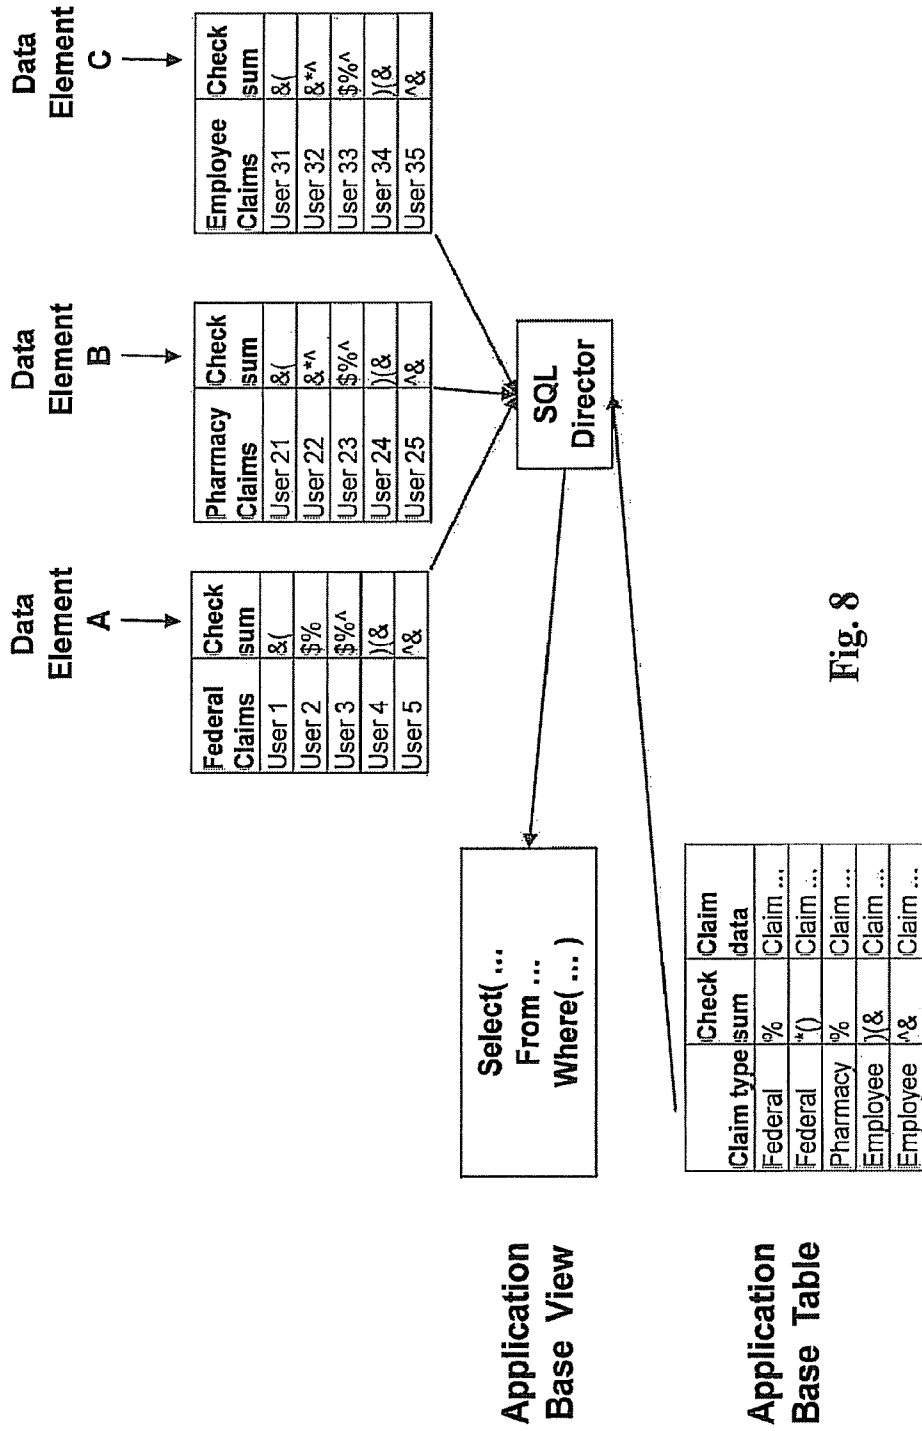 Data
Element
A
Federal Claims | Check sum
User 1 | &(
User 2 | $%
User 3 | $%^
User 4 | )(&
User 5 | ^&
Data
Element
B
Pharmacy Claims | Check sum
User 21 | &(
User 22 | &*^
User 23 | $%^
User 24 | )(&
User 25 | ^&
Data
Element
C
Employee Claims | Check sum
User 31 | &(
User 32 | &*^
User 33 | $%^
User 34 | )(&
User 35 | ^&
Application
Base View
Select( ...
From ...
Where( ... )
SQL
Director
Application
Base Table
Claim type | Check sum | Claim data
Federal | % | Claim ...
Federal | *() | Claim ...
Pharmacy | % | Claim ...
Employee | )(& | Claim ...
Employee | ^& | Claim ...
Fig. 8